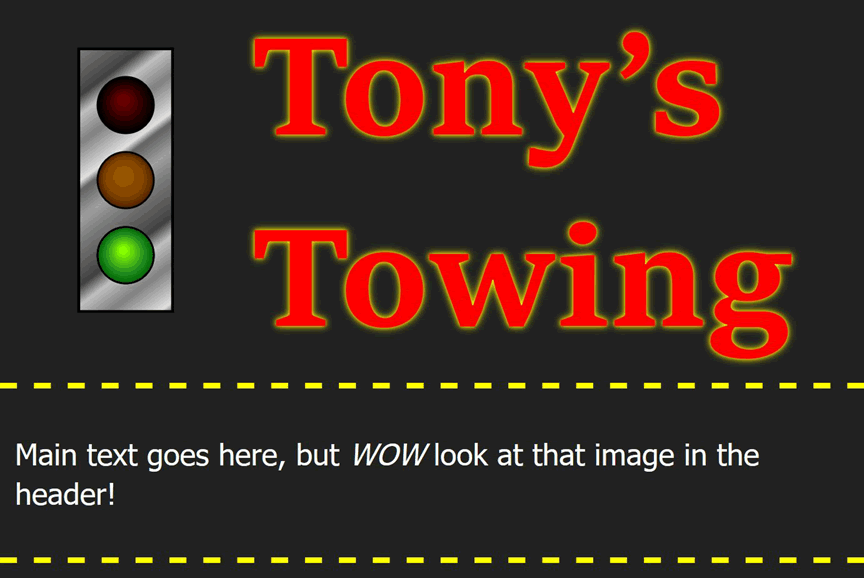 Tony’s
Towing
Main text goes here, but WOW look at that image in the
header!